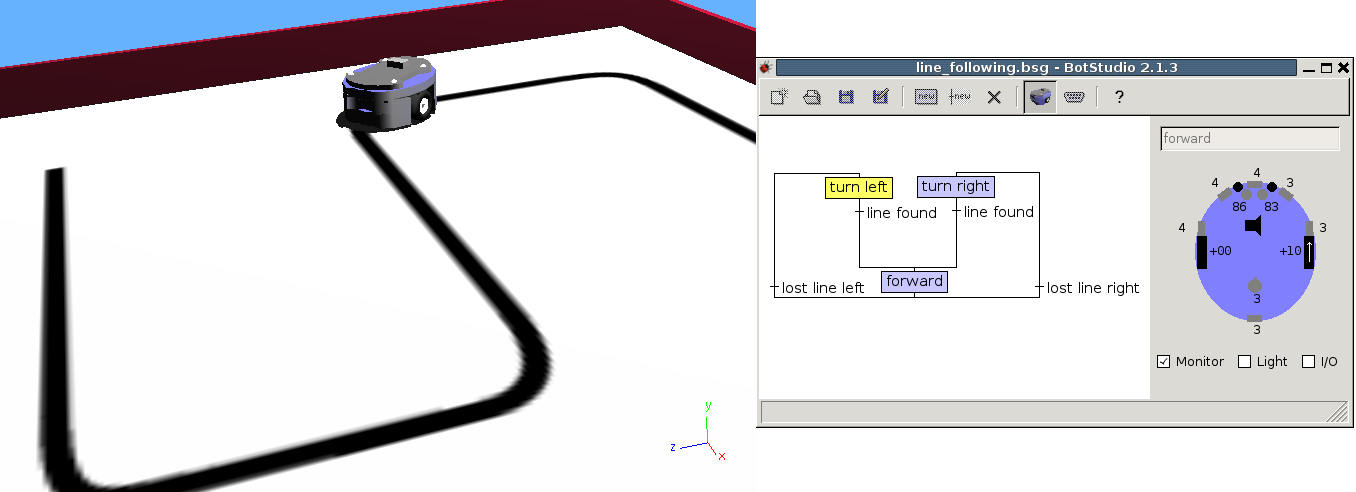 line_following.bsg - BotStudio 2.1.3
new
new
?
forward
turn left
turn right
line found
line found
forward
lost line left
lost line right
4
4
3
86
83
4
3
+00
+10
3
3
Monitor
Light
I/O
y
z
x